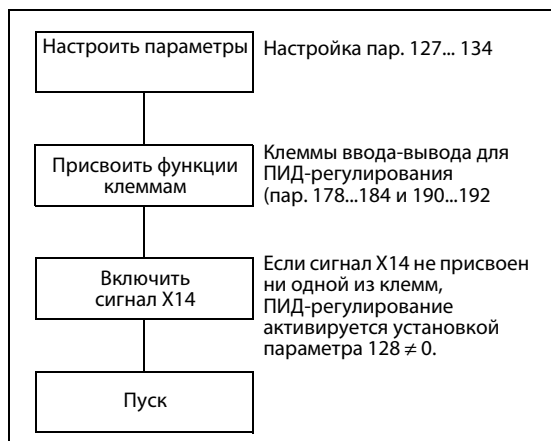 Настроить параметры
Настройка пар. 127... 134
Присвоить функции
клеммам
Клеммы ввода-вывода для
ПИД-регулирования
(пар. 178...184 и 190...192
Включить
сигнал X14
Если сигнал X14 не присвоен
ни одной из клемм,
ПИД-регулирование
активируется установкой
параметра 128 ≠ 0.
Пуск